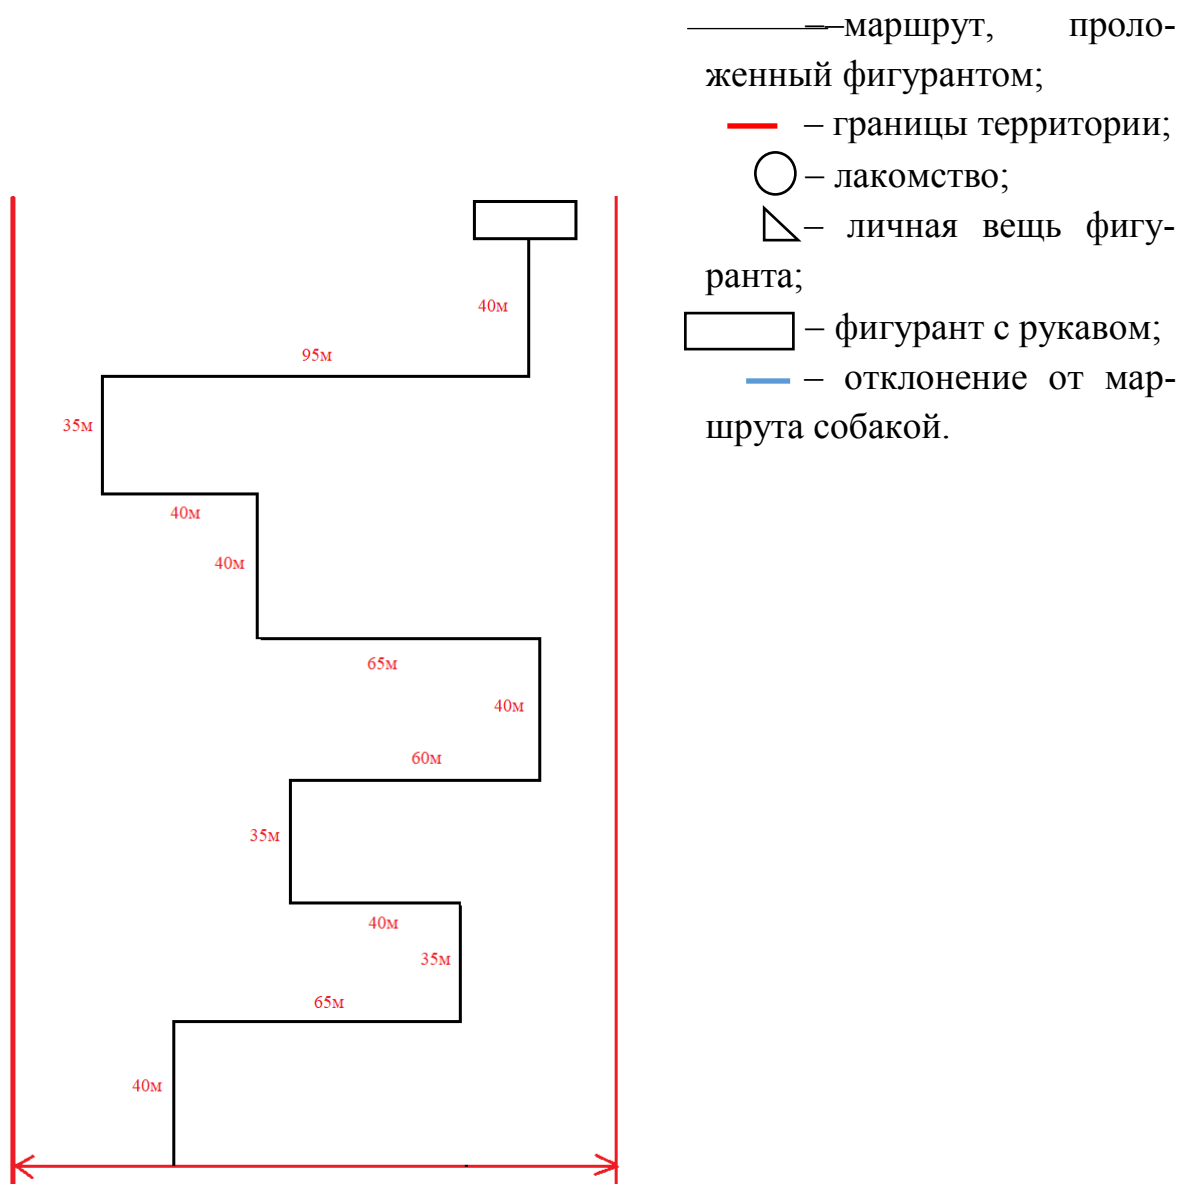 – маршрут, проло-
женный фигурантом;
– границы территории;
– лакомство;
– личная вещь фигу-
ранта;
– фигурант с рукавом;
– отклонение от мар-
шрута собакой.
40м
95м
35м
40м
40м
65м
40м
60м
35м
40м
35м
65м
40м